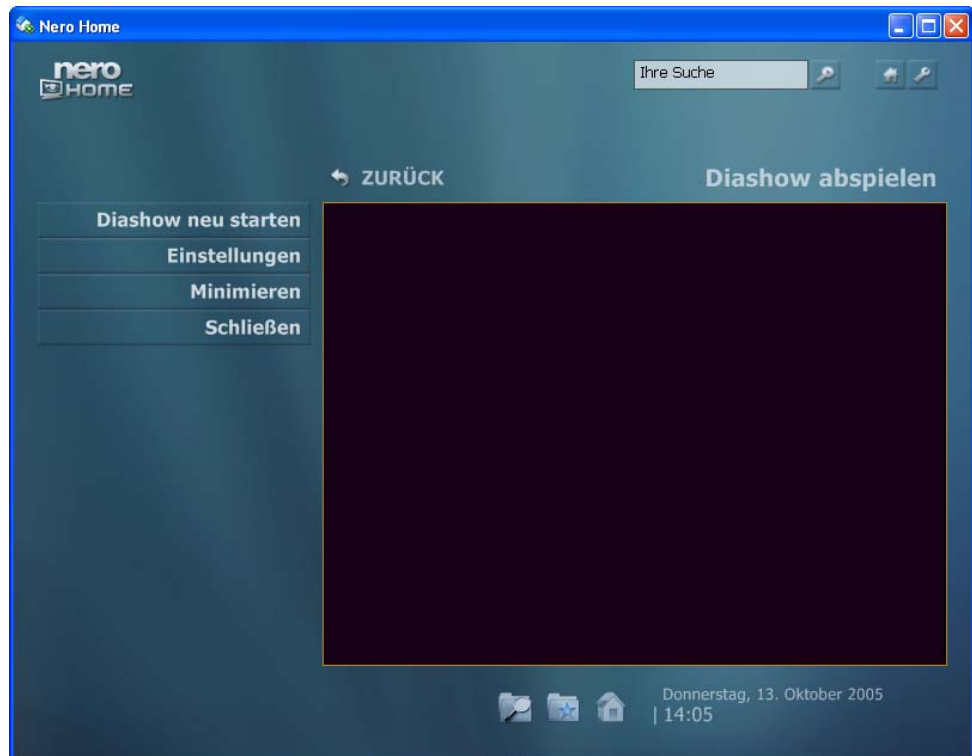 Nero Home
nero
HOME
Ihre Suche
ZURÜCK
Diashow abspielen
Diashow neu starten
Einstellungen
Minimieren
Schließen
Donnerstag, 13. Oktober 2005
| 14:05